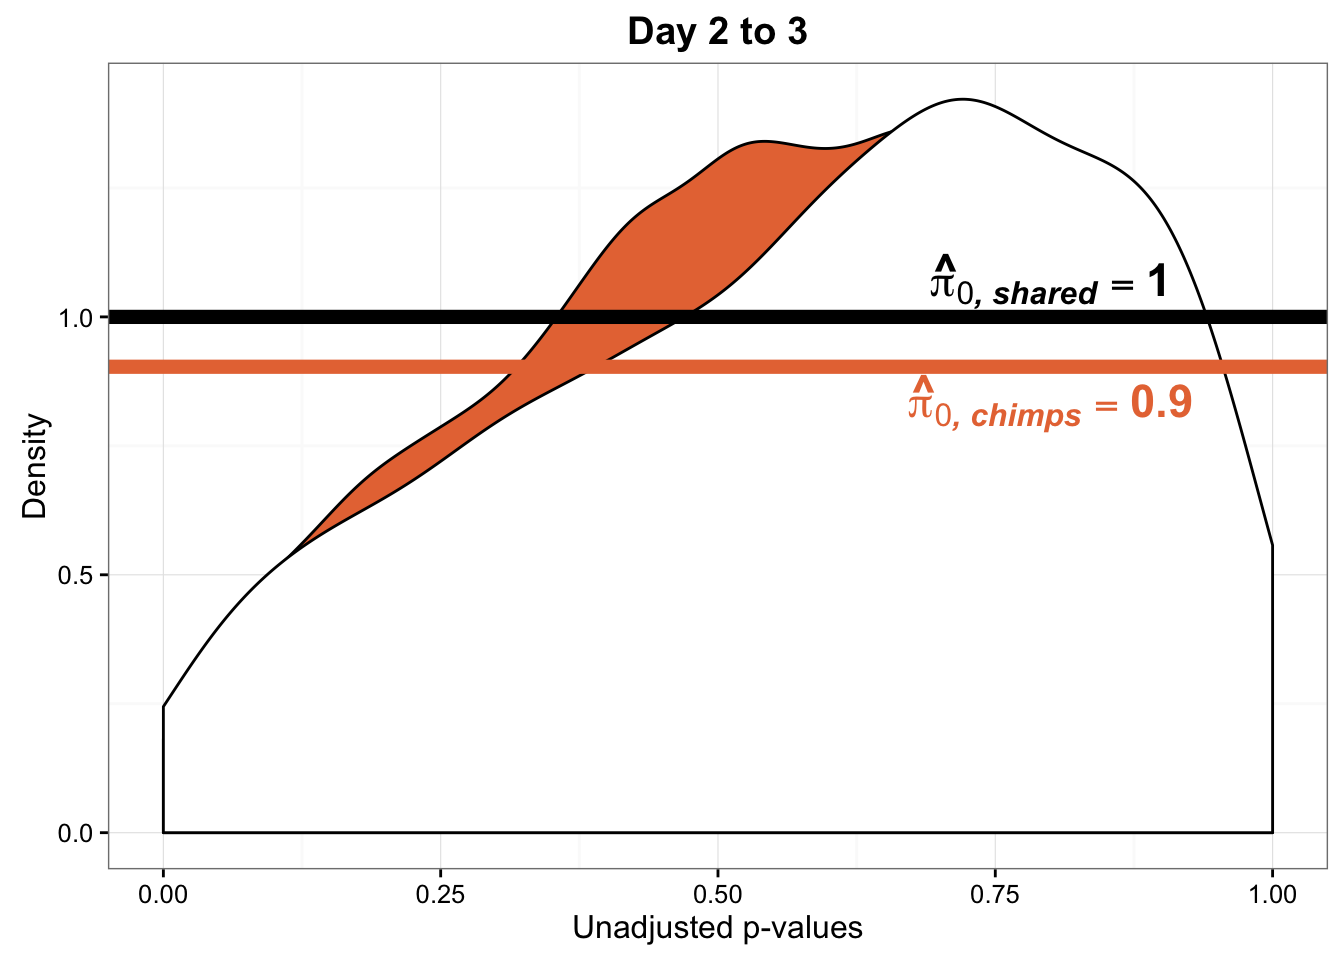 Day 2 to 3
Density
1.0
0.5
0.0
π̂0, shared = 1
π̂0, chimps = 0.9
0.00 0.25 0.50 0.75 1.00
Unadjusted p-values